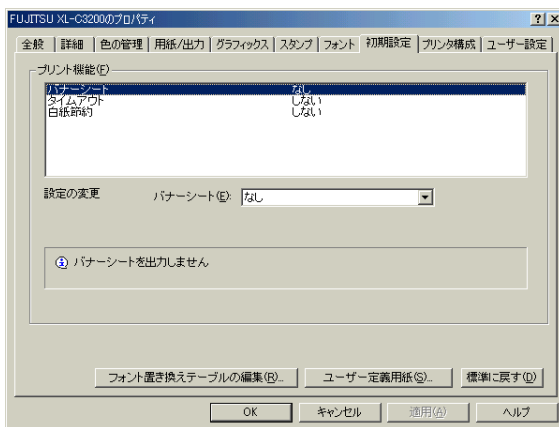 FUJITSU XL-C3200のプロパティ
全般 詳細 色の管理 用紙/出力 グラフィックス スタンプ フォント 初期設定 プリンタ構成 ユーザー設定
プリント機能(F)
バナーシート なし
タイムアウト しない
白紙節約 しない
設定の変更 バナーシート(E): なし
バナーシートを出力しません
フォント置き換えテーブルの編集(R)... ユーザー定義用紙(S)... 標準に戻す(D)
OK キャンセル 適用(A) ヘルプ